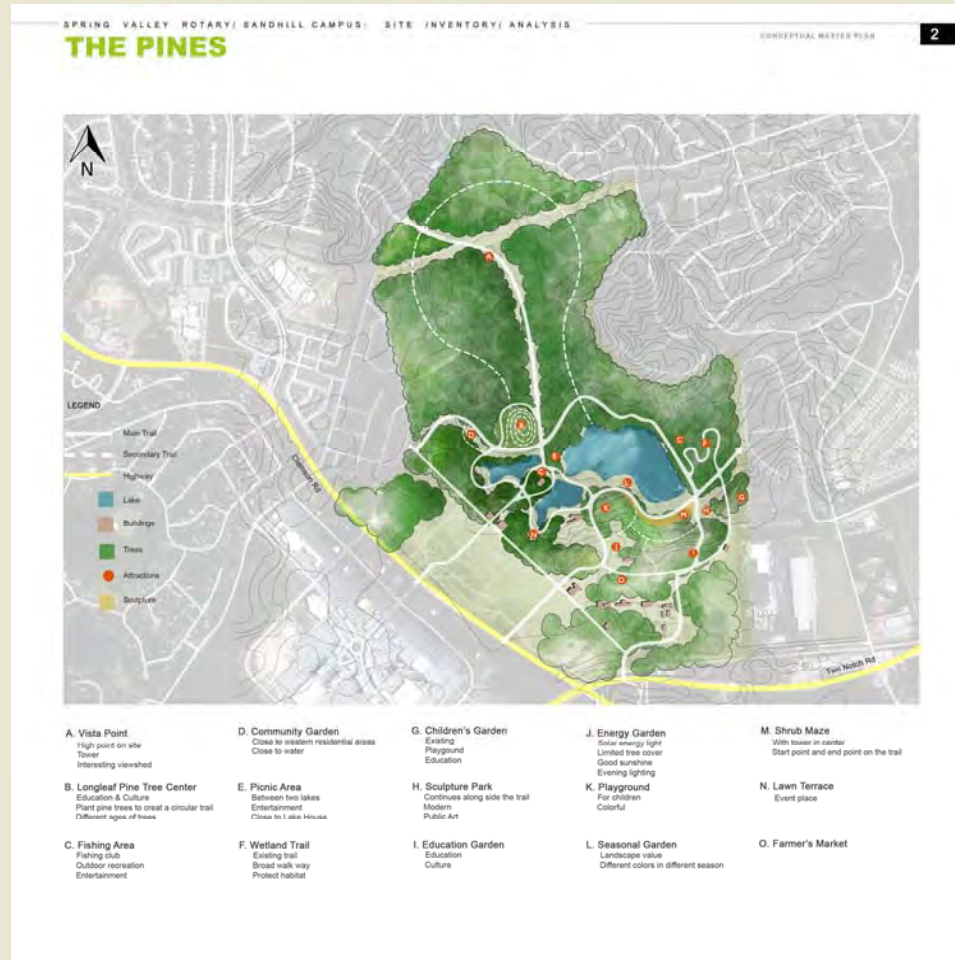 SPRING VALLEY ROTARY/ SANDHILL CAMPUS: SITE INVENTORY/ ANALYSIS
THE PINES
CONCEPTUAL MASTER PLAN
2
N
A
LEGEND
Main Trail
Secondary Trail
Highway
Lake
Buildings
Trees
Attractions
Sculpture
Clemson Rd
Two Notch Rd
D
B
E
C
F
C
L
G
K
M
H
N
J
I
D
A. Vista Point
High point on site
Tower
Interesting viewshed
B. Longleaf Pine Tree Center
Education & Culture
Plant pine trees to creat a circular trail
Different ages of trees
C. Fishing Area
Fishing club
Outdoor recreation
Entertainment
D. Community Garden
Close to western residential areas
Close to water
E. Picnic Area
Between two lakes
Entertainment
Close to Lake House
F. Wetland Trail
Existing trail
Broad walk way
Protect habitat
G. Children's Garden
Existing
Playgound
Education
H. Sculpture Park
Continues along side the trail
Modern
Public Art
I. Education Garden
Education
Culture
J. Energy Garden
Solar energy light
Limited tree cover
Good sunshine
Evening lighting
K. Playground
For children
Colorful
L. Seasonal Garden
Landscape value
Different colors in different season
M. Shrub Maze
With tower in center
Start point and end point on the trail
N. Lawn Terrace
Event place
O. Farmer's Market